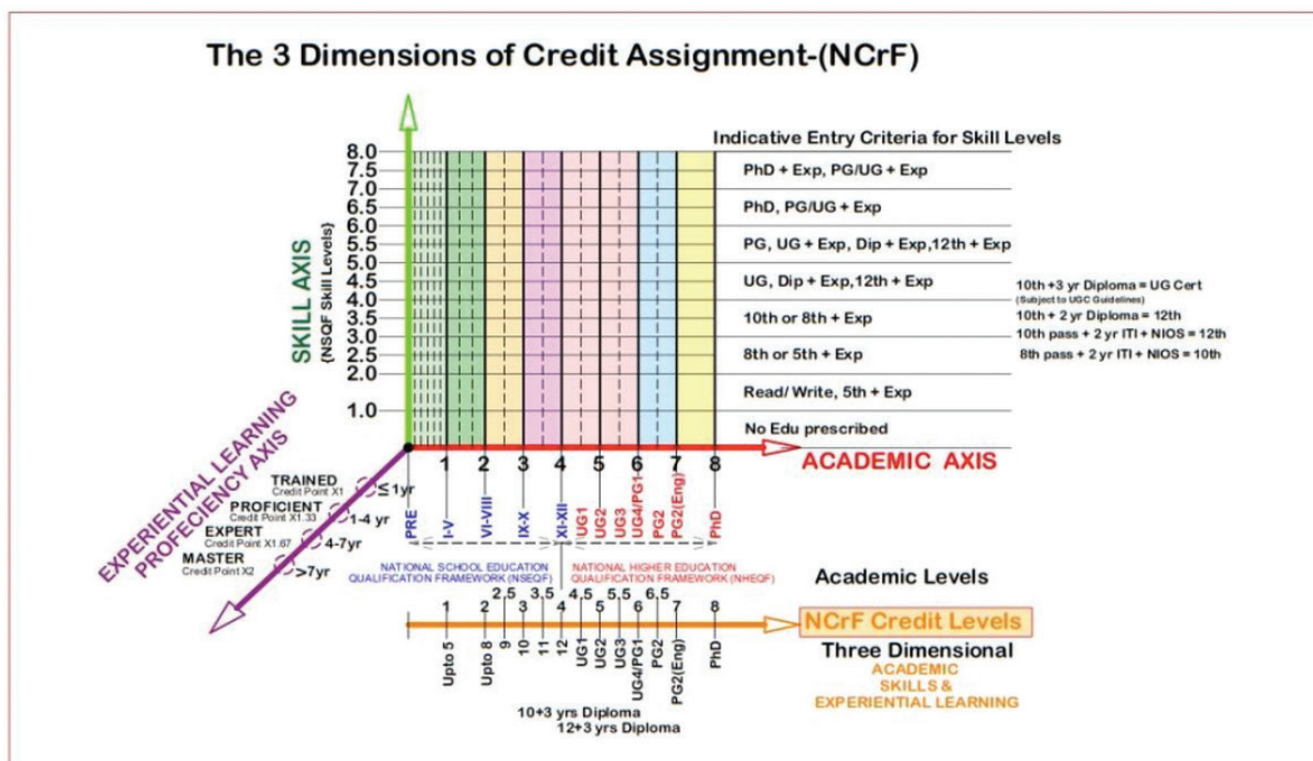 The 3 Dimensions of Credit Assignment-(NCrF)
Indicative Entry Criteria for Skill Levels
8.0
7.5
7.0
6.5
6.0
5.5
5.0
4.5
4.0
3.5
3.0
2.5
2.0
1.0
SKILL AXIS
{NSQF Skill Levels}
PhD + Exp, PG/UG + Exp
PhD, PG/UG + Exp
PG, UG + Exp, Dip + Exp,12th + Exp
UG, Dip + Exp,12th + Exp
10th or 8th + Exp
8th or 5th + Exp
Read/ Write, 5th + Exp
No Edu prescribed
10th +3 yr Diploma = UG Cert
(Subject to UGC Guidelines)
10th + 2 yr Diploma = 12th
10th pass + 2 yr ITI + NIOS = 12th
8th pass + 2 yr ITI + NIOS = 10th
ACADEMIC AXIS
1 2 3 4 5 6 7 8
PRE I-V VI-VIII IX-X XI-XII UG1 UG2 UG3 UG4/PG1 PG2 PG2(Eng) PhD
EXPERIENTIAL LEARNING
PROFECIENCY AXIS
TRAINED
Credit Point X1
≤ 1yr
PROFICIENT
Credit Point X1.33
1-4 yr
EXPERT
Credit Point X1.67
4-7yr
MASTER
Credit Point X2
>7yr
NATIONAL SCHOOL EDUCATION
QUALIFICATION FRAMEWORK (NSEQF)
NATIONAL HIGHER EDUCATION
QUALIFICATION FRAMEWORK (NHEQF)
Academic Levels
1 2 2.5 3 3.5 4 4.5 5 5.5 6 6.5 7 8
NCrF Credit Levels
Upto 5 Upto 8 9 10 11 12 UG1 UG2 UG3 UG4/PG1 PG2 PG2(Eng) PhD
Three Dimensional
ACADEMIC
SKILLS &
EXPERIENTIAL LEARNING
10+3 yrs Diploma
12+3 yrs Diploma